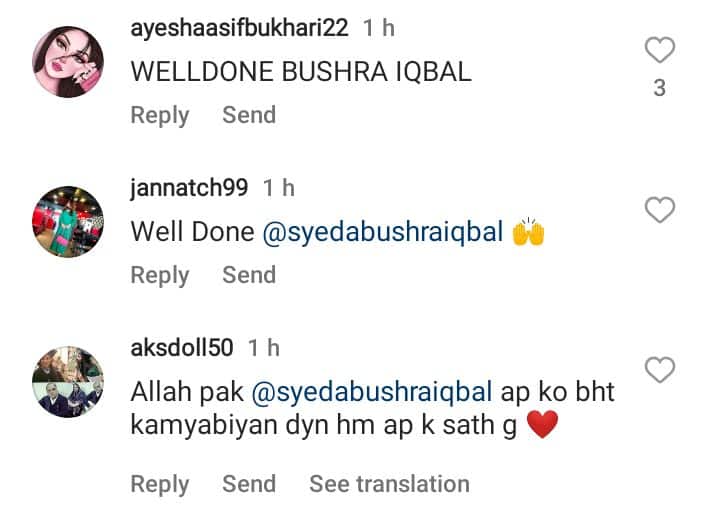 ayeshaasifbukhari22 1 h
WELLDONE BUSHRA IQBAL
3
Reply Send
jannatch99 1 h
Well Done @syedabushraiqbal 🙌
Reply Send
aksdoll50 1 h
Allah pak @syedabushraiqbal ap ko bht
kamyabiyan dyn hm ap k sath g ❤️
Reply Send See translation